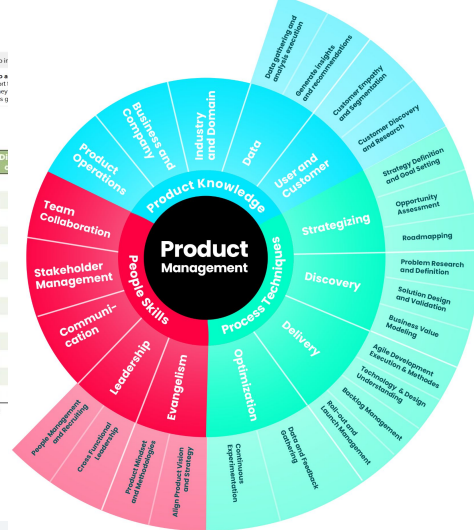 Product
Management
Product Knowledge
Process Techniques
People Skills
Product
Operations
Business and
Company
Industry
and Domain
Data
User and
Customer
Strategizing
Discovery
Delivery
Optimization
Evangelism
Leadership
Communi-
cation
Stakeholder
Management
Team
Collaboration
Data gathering and
analysis execution
Generate insights
and recommendations
Customer Empathy
and Segmentation
Customer Discovery
and Research
Strategy Definition
and Goal Setting
Opportunity
Assessment
Roadmapping
Problem Research
and Definition
Solution Design
and Validation
Business Value
Modeling
Agile Development
Execution & Methodes
Technology & Design
Understanding
Backlog Management
Roll-out and
Launch Management
Data and Feedback
Gathering
Continuous
Experimentation
Align Product Vision
and Strategy
Product Mindset
and Methodologies
Cross Functional
Leadership
People Management
and Recruiting